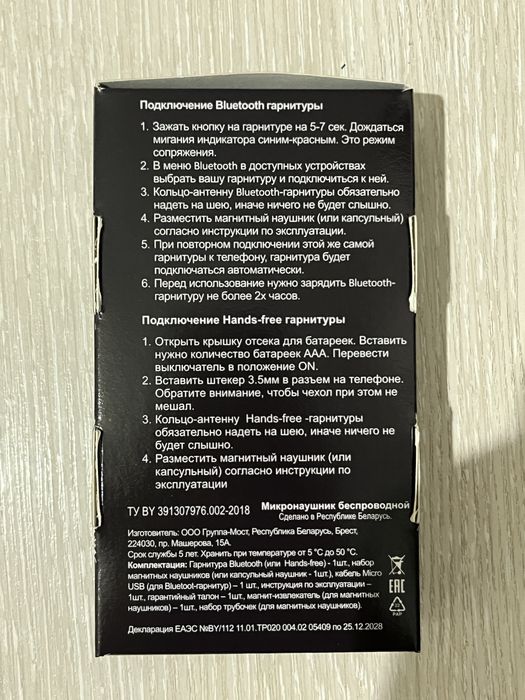 Подключение Bluetooth гарнитуры
1. Зажать кнопку на гарнитуре на 5-7 сек. Дождаться
мигания индикатора синим-красным. Это режим
сопряжения.
2. В меню Bluetooth в доступных устройствах
выбрать вашу гарнитуру и подключиться к ней.
3. Кольцо-антенну Bluetooth-гарнитуры обязательно
надеть на шею, иначе ничего не будет слышно.
4. Разместить магнитный наушник (или капсульный)
согласно инструкции по эксплуатации.
5. При повторном подключении этой же самой
гарнитуры к телефону, гарнитура будет
подключаться автоматически.
6. Перед использование нужно зарядить Bluetooth-
гарнитуру не более 2х часов.
Подключение Hands-free гарнитуры
1. Открыть крышку отсека для батареек. Вставить
нужно количество батареек ААА. Перевести
выключатель в положение ON.
2. Вставить штекер 3.5мм в разъем на телефоне.
Обратите внимание, чтобы чехол при этом не
мешал.
3. Кольцо-антенну Hands-free -гарнитуры
обязательно надеть на шею, иначе ничего не
будет слышно.
4. Разместить магнитный наушник (или
капсульный) согласно инструкции по
эксплуатации
ТУ BY 391307976.002-2018 Микронаушник беспроводной
Сделано в Республике Беларусь.
Изготовитель: ООО Группа-Мост, Республика Беларусь, Брест,
224030, пр. Машерова, 15А.
Срок службы 5 лет. Хранить при температуре от 5 °С до 50 °С.
Комплектация: Гарнитура Bluetooth (или Hands-free) - 1шт., набор
магнитных наушников (или капсульный наушник - 1шт.), кабель Micro
USB (для Bluetoot-гарнитур) – 1 шт., инструкция по эксплуатации –
1шт., гарантийный талон – 1шт., магнит-извлекатель (для магнитных
наушников) – 1шт., набор трубочек (для магнитных наушников).
EAC
PAP
Декларация ЕАЭС №BY/112 11.01.ТР020 004.02 05409 по 25.12.2028